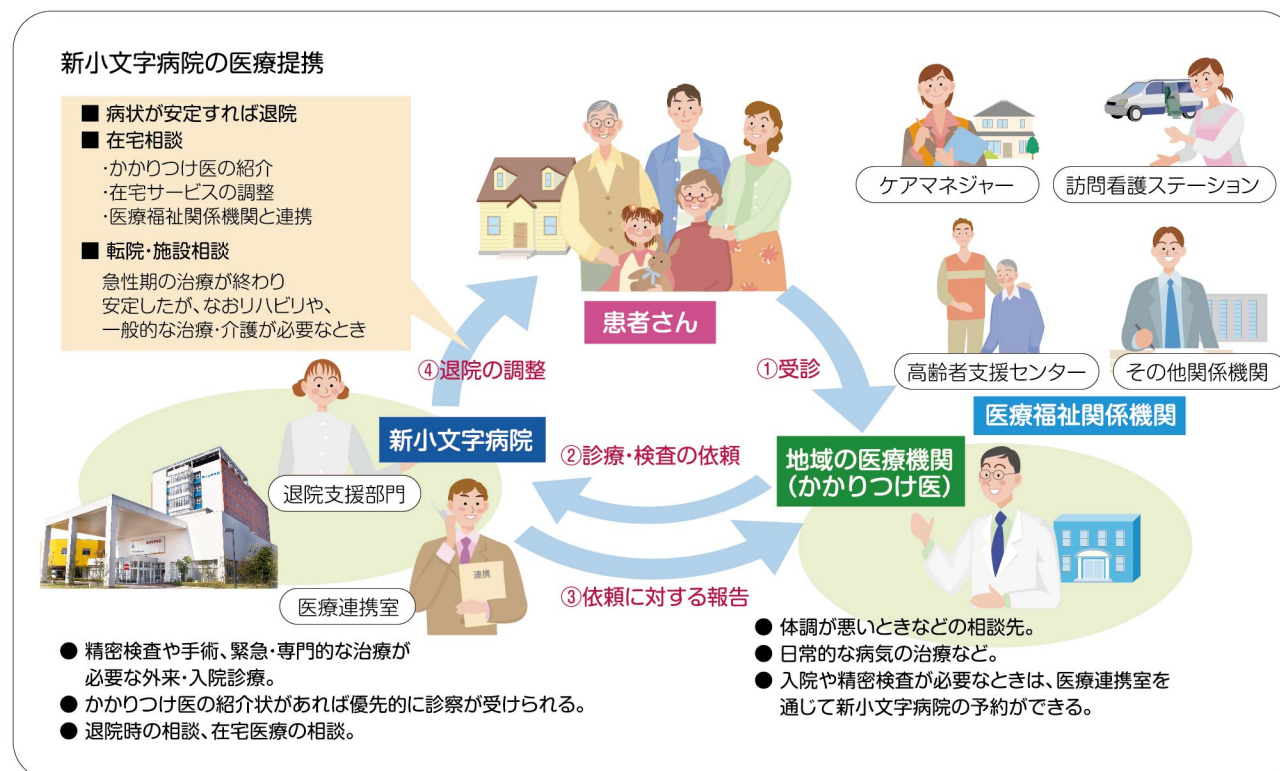 新小文字病院の医療提携
■ 病状が安定すれば退院
■ 在宅相談
・かかりつけ医の紹介
・在宅サービスの調整
・医療福祉関係機関と連携
■ 転院・施設相談
急性期の治療が終わり
安定したが、なおリハビリや、
一般的な治療・介護が必要なとき
患者さん
ケアマネジャー
訪問看護ステーション
高齢者支援センター
その他関係機関
医療福祉関係機関
④退院の調整
①受診
新小文字病院
②診療・検査の依頼
地域の医療機関
(かかりつけ医)
退院支援部門
連携
医療連携室
③依頼に対する報告
● 精密検査や手術、緊急・専門的な治療が
必要な外来・入院診療。
● かかりつけ医の紹介状があれば優先的に診察が受けられる。
● 退院時の相談、在宅医療の相談。
● 体調が悪いときなどの相談先。
● 日常的な病気の治療など。
● 入院や精密検査が必要なときは、医療連携室を
通じて新小文字病院の予約ができる。